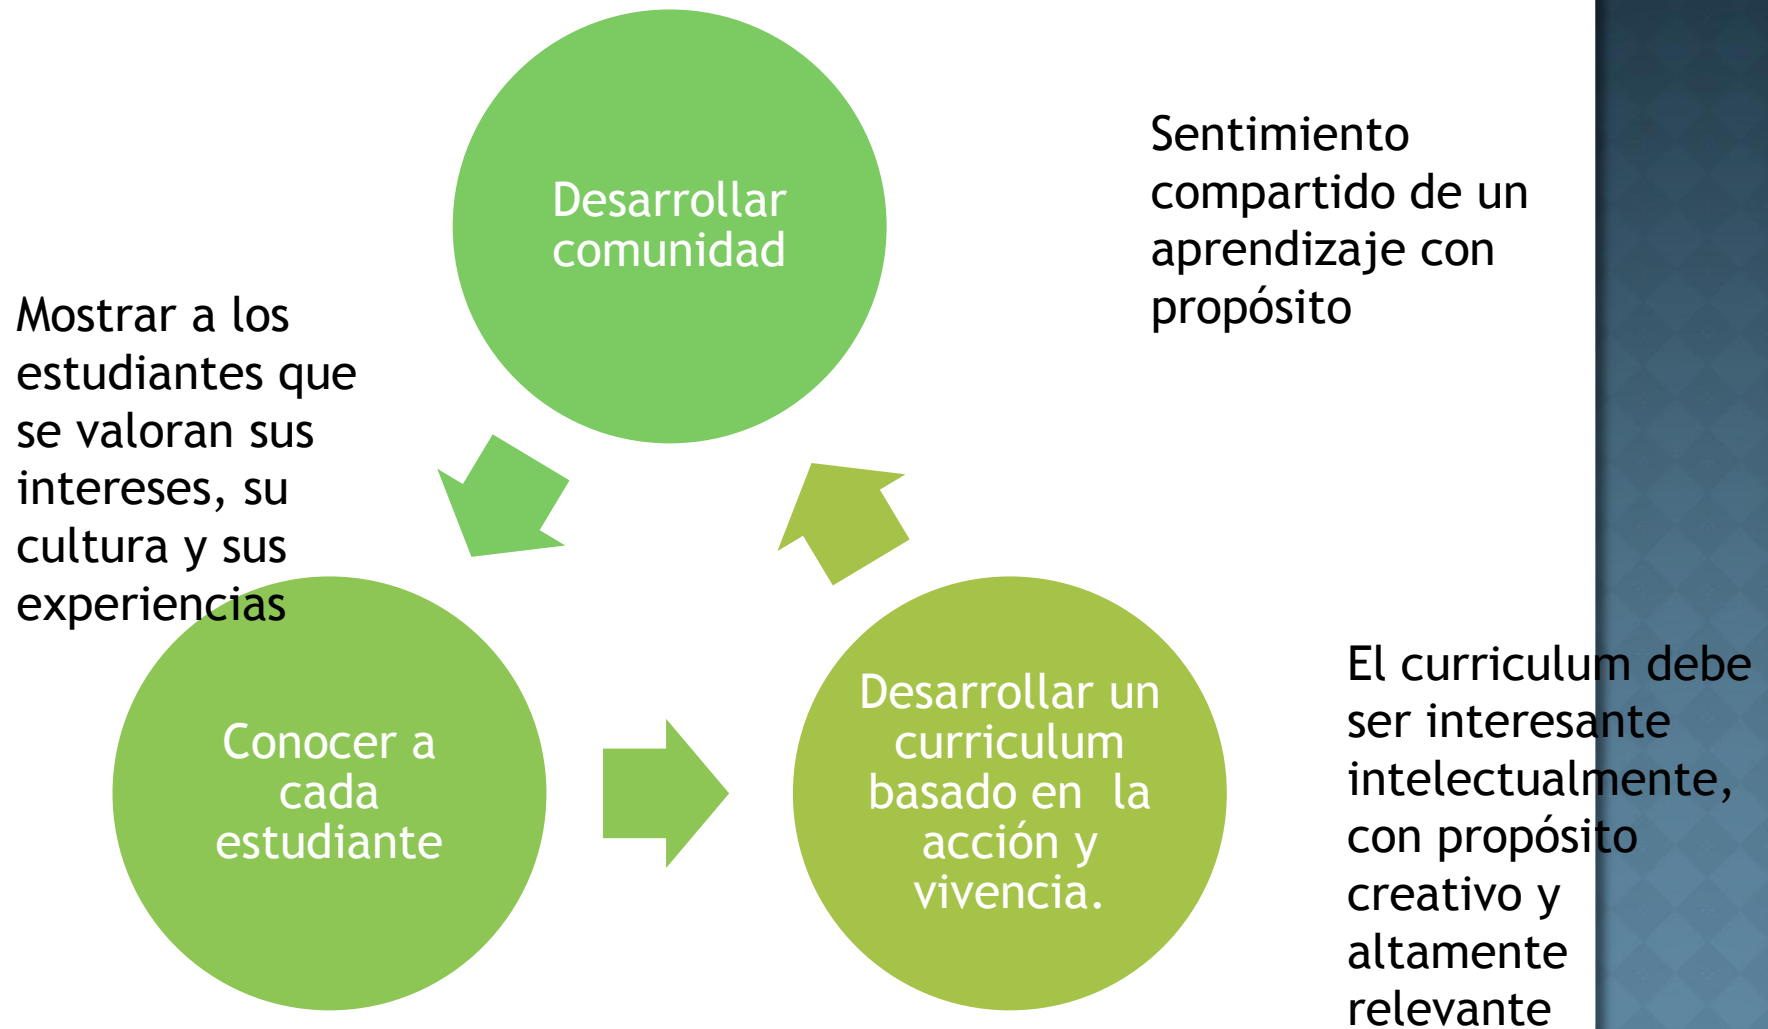 Desarrollar
comunidad
Sentimiento
compartido de un
aprendizaje con
propósito
Mostrar a los
estudiantes que
se valoran sus
intereses, su
cultura y sus
experiencias
Conocer a
cada
estudiante
Desarrollar un
curriculum
basado en  la
acción y
vivencia.
El curriculum debe
ser interesante
intelectualmente,
con propósito
creativo y
altamente
relevante